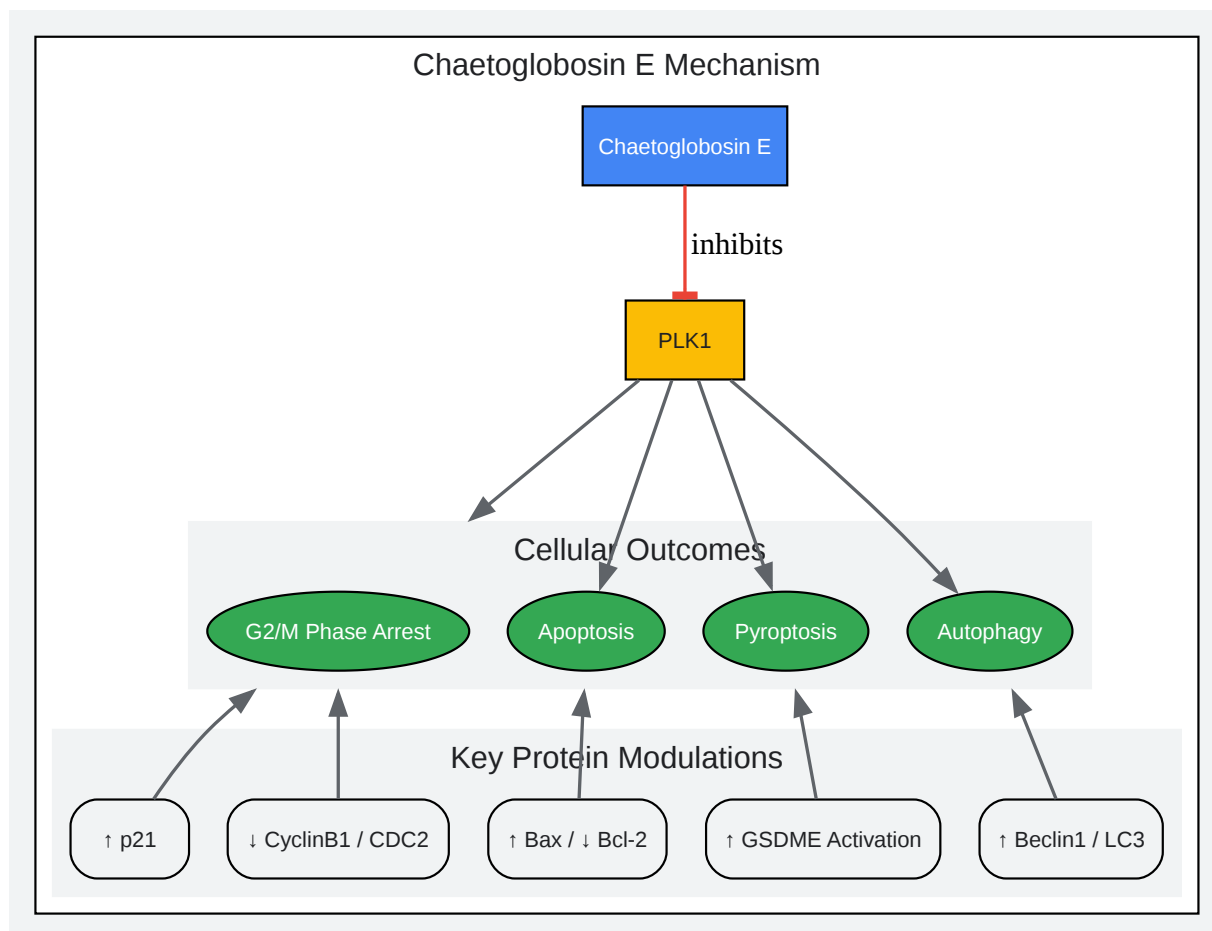 Chaetoglobosin E Mechanism
Chaetoglobosin E
inhibits
PLK1
Cellular Outcomes
G2/M Phase Arrest
Apoptosis
Pyroptosis
Autophagy
Key Protein Modulations
↑ p21
↓ CyclinB1 / CDC2
↑ Bax / ↓ Bcl-2
↑ GSDME Activation
↑ Beclin1 / LC3